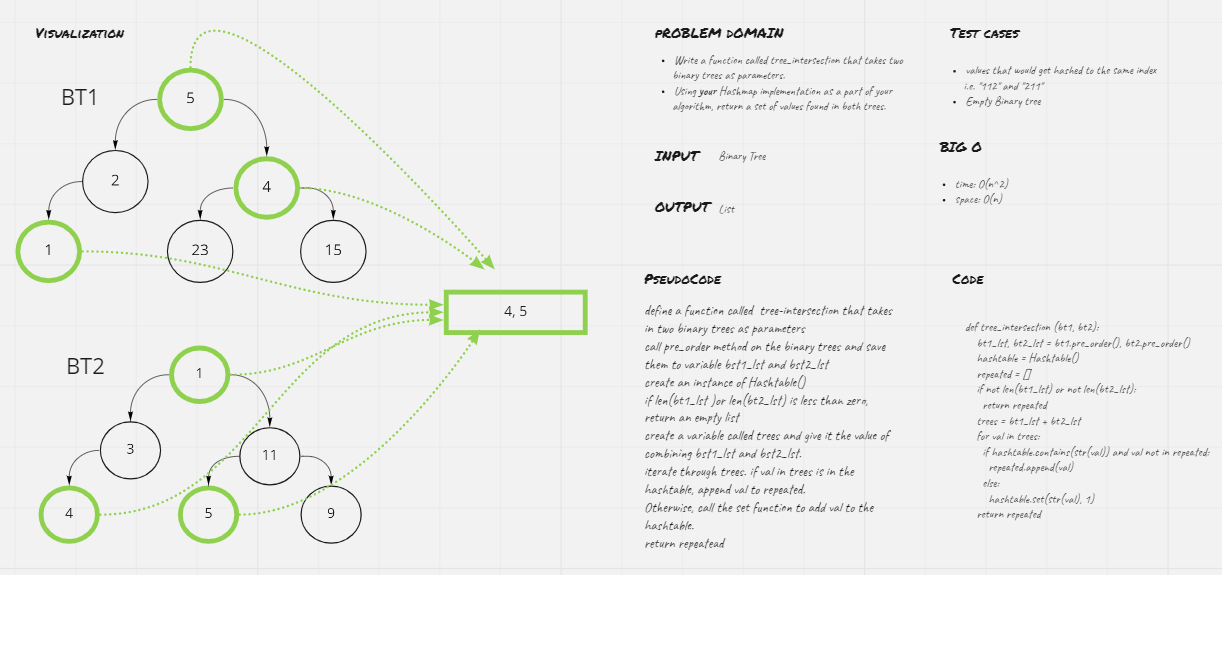 Visualization
BT1
5
2
4
1
23
15
4, 5
BT2
1
3
11
4
5
9
PROBLEM DOMAIN
• Write a function called tree_intersection that takes two
binary trees as parameters.
• Using your Hashmap implementation as a part of your
algorithm, return a set of values found in both trees.
INPUT Binary Tree
OUTPUT List
Test cases
• values that would get hashed to the same index
i.e. "112" and "211"
• Empty Binary tree
BIG O
• time: O(n^2)
• space: O(n)
PseudoCode
define a function called tree-intersection that takes
in two binary trees as parameters
call pre_order method on the binary trees and save
them to variable bst1_lst and bst2_lst
create an instance of Hashtable()
if len(bt1_lst )or len(bt2_lst) is less than zero,
return an empty list
create a variable called trees and give it the value of
combining bst1_lst and bst2_lst.
iterate through trees. if val in trees is in the
hashtable, append val to repeated.
Otherwise, call the set function to add val to the
hashtable.
return repeatead
Code
def tree_intersection (bt1, bt2):
bt1_lst, bt2_lst = bt1.pre_order(), bt2.pre_order()
hashtable = Hashtable()
repeated = []
if not len(bt1_lst) or not len(bt2_lst):
return repeated
trees = bt1_lst + bt2_lst
for val in trees:
if hashtable.contains(str(val)) and val not in repeated:
repeated.append(val)
else:
hashtable.set(str(val), 1)
return repeated